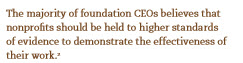 The majority of foundation CEOs believes that
nonprofits should be held to higher standards
of evidence to demonstrate the effectiveness of
their work.²